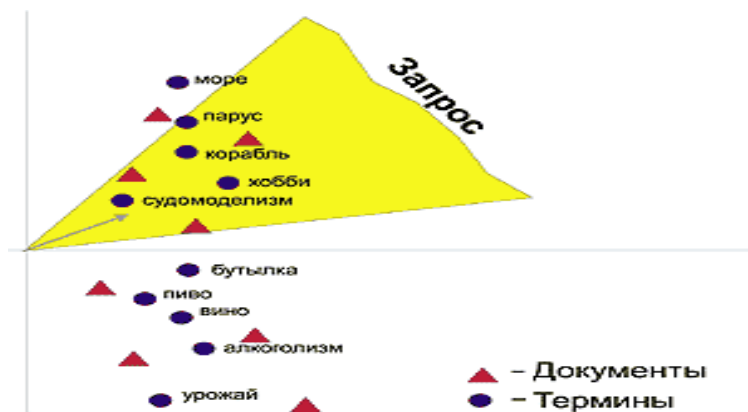 море
Запрос
парус
корабль
хобби
судомоделизм
бутылка
пиво
вино
алкоголизм
урожай
– Документы
– Термины